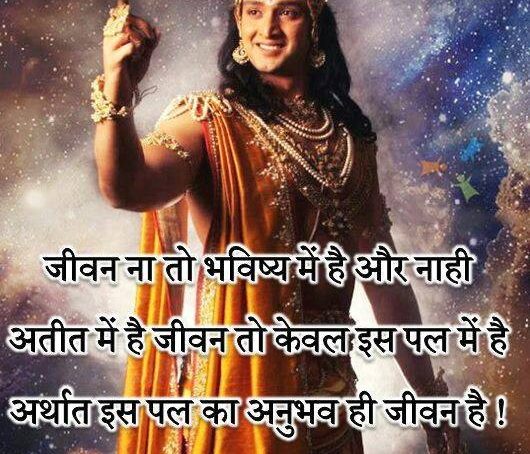 जीवन ना तो भविष्य में है और नाही
अतीत में है जीवन तो केवल इस पल में है
अर्थात इस पल का अनुभव ही जीवन है !